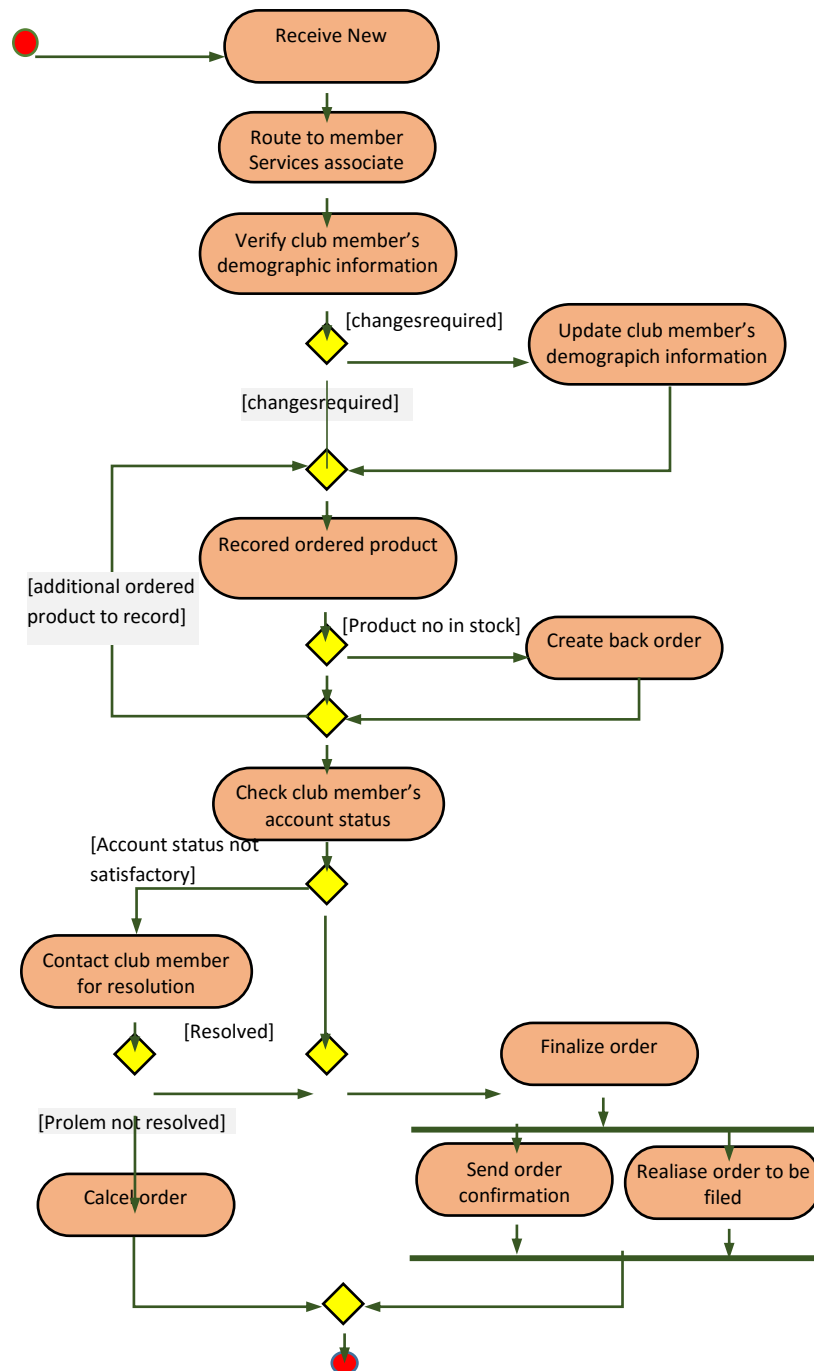 Receive New
Route to member
Services associate
Verify club member's
demographic information
[changesrequired]
Update club member's
demograpich information
[changesrequired]
Recored ordered product
[additional ordered
product to record]
[Product no in stock]
Create back order
Check club member's
account status
[Account status not
satisfactory]
Contact club member
for resolution
[Resolved]
Finalize order
[Prolem not resolved]
Send order
confirmation
Realiase order to be
filed
Calcel order